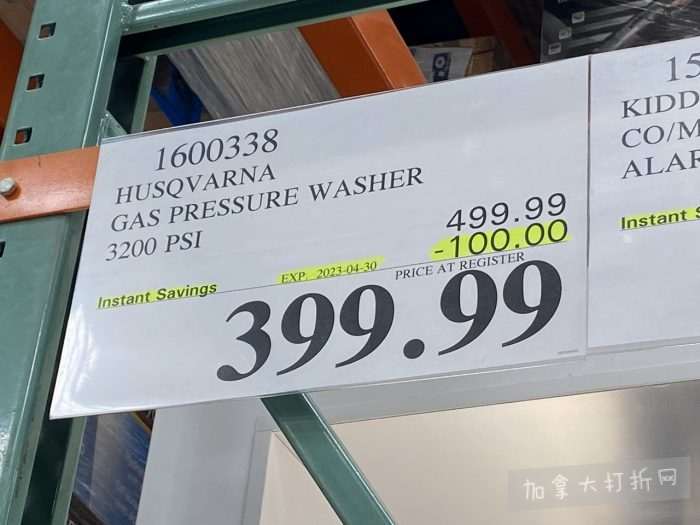 1600338
HUSQVARNA
GAS PRESSURE WASHER
3200 PSI
499.99
-100.00
Instant Savings
EXP. 2023-04-30
PRICE AT REGISTER
399.99
15
KIDD
CO/M
ALAR
Instant S
加拿大打折网